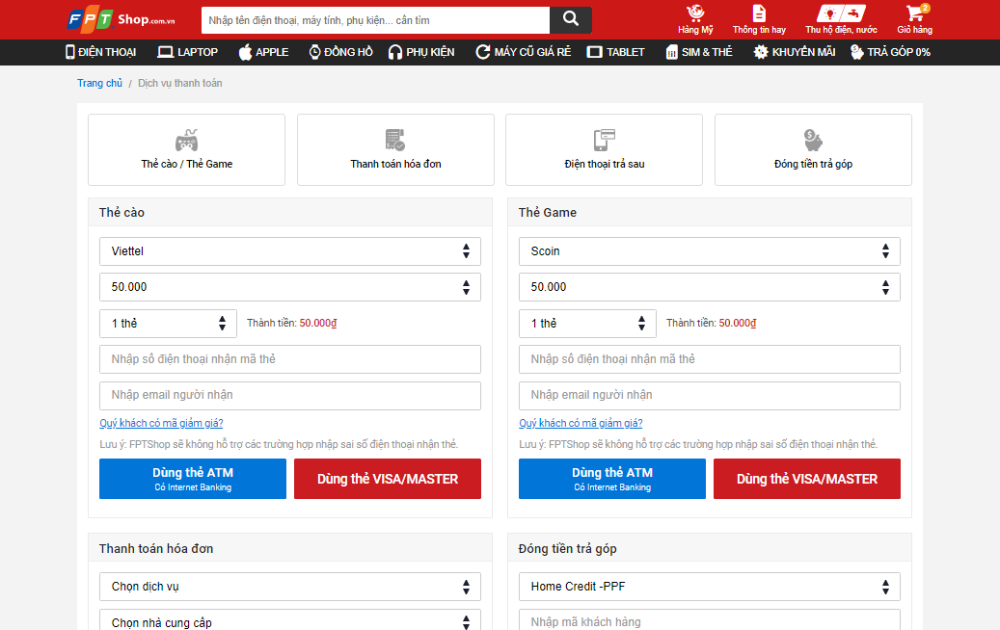 FPT Shop.com.vn
Nhập tên điện thoại, máy tính, phụ kiện... cần tìm
Hàng Mỹ
Thông tin hay
Thu hộ điện, nước
2
Giỏ hàng
ĐIỆN THOẠI
LAPTOP
APPLE
ĐỒNG HỒ
PHỤ KIỆN
MÁY CŨ GIÁ RẺ
TABLET
SIM & THẺ
KHUYẾN MÃI
TRẢ GÓP 0%
Trang chủ / Dịch vụ thanh toán
Thẻ cào / Thẻ Game
Thanh toán hóa đơn
Điện thoại trả sau
Đóng tiền trả góp
Thẻ cào
Viettel
50.000
1 thẻ
Thành tiền: 50.000₫
Nhập số điện thoại nhận mã thẻ
Nhập email người nhận
Quý khách có mã giảm giá?
Lưu ý: FPTShop sẽ không hỗ trợ các trường hợp nhập sai số điện thoại nhận thẻ.
Dùng thẻ ATM
Có Internet Banking
Dùng thẻ VISA/MASTER
Thẻ Game
Scoin
50.000
1 thẻ
Thành tiền: 50.000₫
Nhập số điện thoại nhận mã thẻ
Nhập email người nhận
Quý khách có mã giảm giá?
Lưu ý: FPTShop sẽ không hỗ trợ các trường hợp nhập sai số điện thoại nhận thẻ.
Dùng thẻ ATM
Có Internet Banking
Dùng thẻ VISA/MASTER
Thanh toán hóa đơn
Chọn dịch vụ
Chọn nhà cung cấp
Đóng tiền trả góp
Home Credit -PPF
Nhập mã khách hàng